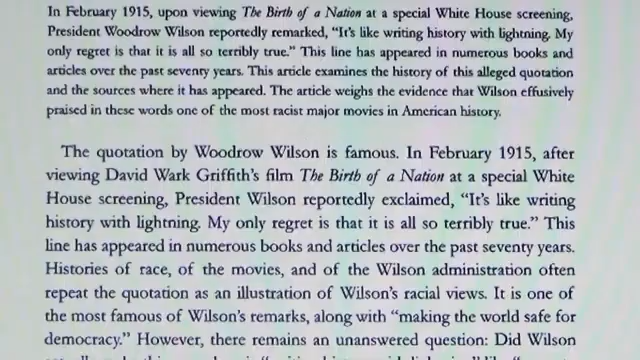 In February 1915, upon viewing The Birth of a Nation at a special White House screening,
President Woodrow Wilson reportedly remarked, “It’s like writing history with lightning. My
only regret is that it is all so terribly true.” This line has appeared in numerous books and
articles over the past seventy years. This article examines the history of this alleged quotation
and the sources where it has appeared. The article weighs the evidence that Wilson effusively
praised in these words one of the most racist major movies in American history.
The quotation by Woodrow Wilson is famous. In February 1915, after
viewing David Wark Griffith’s film The Birth of a Nation at a special White
House screening, President Wilson reportedly exclaimed, “It’s like writing
history with lightning. My only regret is that it is all so terribly true.” This
line has appeared in numerous books and articles over the past seventy years.
Histories of race, of the movies, and of the Wilson administration often
repeat the quotation as an illustration of Wilson’s racial views. It is one of
the most famous of Wilson’s remarks, along with “making the world safe for
democracy.” However, there remains an unanswered question: Did Wilson